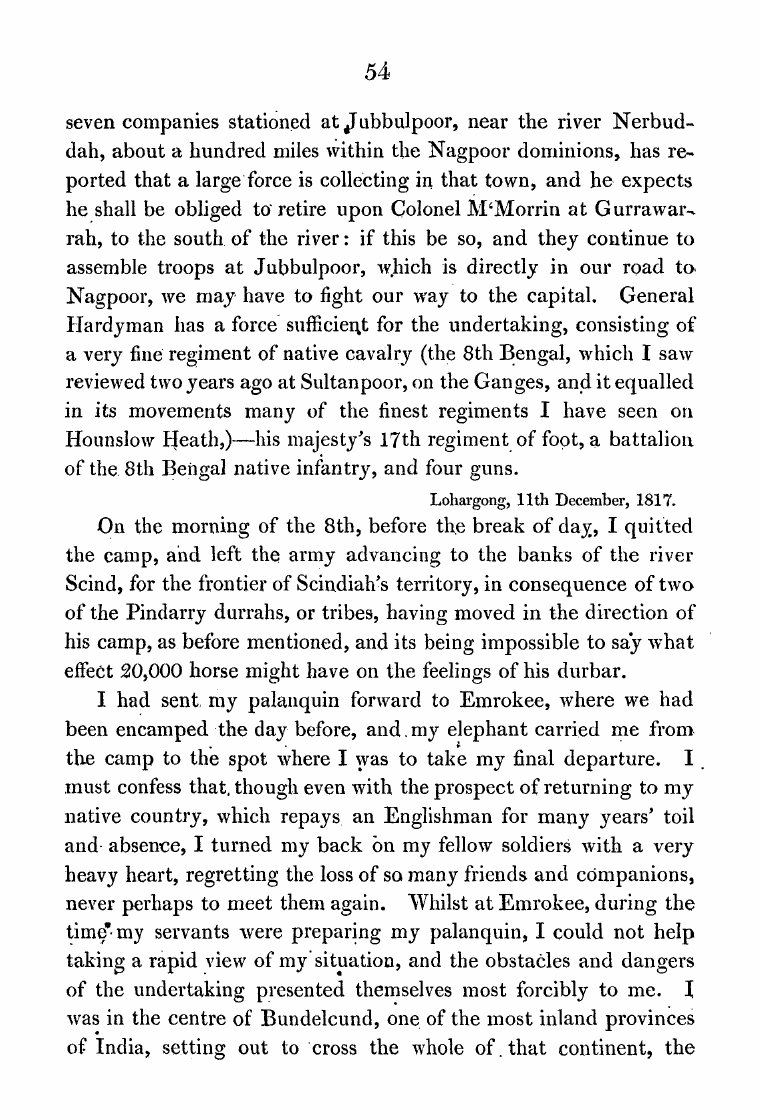 54
seven companies stationed at Jubbulpoor, near the river Nerbud-
dah, about a hundred miles within the Nagpoor dominions, has re-
ported that a large force is collecting in that town, and he expects
he shall be obliged to retire upon Colonel M‘Morrin at Gurrawar-
rah, to the south of the river: if this be so, and they continue to
assemble troops at Jubbulpoor, which is directly in our road to
Nagpoor, we may have to fight our way to the capital. General
Hardyman has a force sufficient for the undertaking, consisting of
a very fine regiment of native cavalry (the 8th Bengal, which I saw
reviewed two years ago at Sultanpoor, on the Ganges, and it equalled
in its movements many of the finest regiments I have seen on
Hounslow Heath,)—his majesty's 17th regiment of foot, a battalion
of the 8th Bengal native infantry, and four guns.
Lohargong, 11th December, 1817.
On the morning of the 8th, before the break of day, I quitted
the camp, and left the army advancing to the banks of the river
Scind, for the frontier of Scindiah's territory, in consequence of two
of the Pindarry durrahs, or tribes, having moved in the direction of
his camp, as before mentioned, and its being impossible to say what
effect 20,000 horse might have on the feelings of his durbar.
I had sent my palanquin forward to Emrokee, where we had
been encamped the day before, and my elephant carried me from
the camp to the spot where I was to take my final departure. I
must confess that, though even with the prospect of returning to my
native country, which repays an Englishman for many years' toil
and absence, I turned my back on my fellow soldiers with a very
heavy heart, regretting the loss of so many friends and companions,
never perhaps to meet them again. Whilst at Emrokee, during the
time my servants were preparing my palanquin, I could not help
taking a rapid view of my situation, and the obstacles and dangers
of the undertaking presented themselves most forcibly to me. I
was in the centre of Bundelcund, one of the most inland provinces
of India, setting out to cross the whole of that continent, the